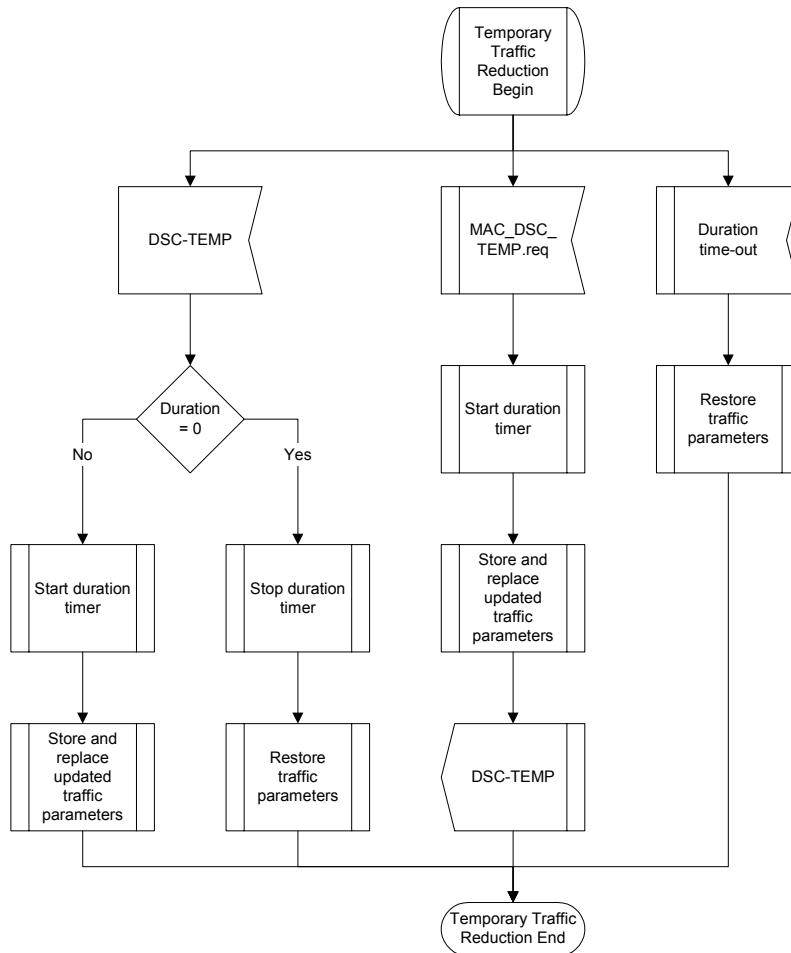 Temporary
Traffic
Reduction
Begin
DSC-TEMP
MAC_DSC_
TEMP.req
Duration
time-out
Duration
= 0
No
Yes
Start duration
timer
Restore
traffic
parameters
Start duration
timer
Stop duration
timer
Store and
replace
updated
traffic
parameters
Store and
replace
updated
traffic
parameters
Restore
traffic
parameters
DSC-TEMP
Temporary Traffic
Reduction End